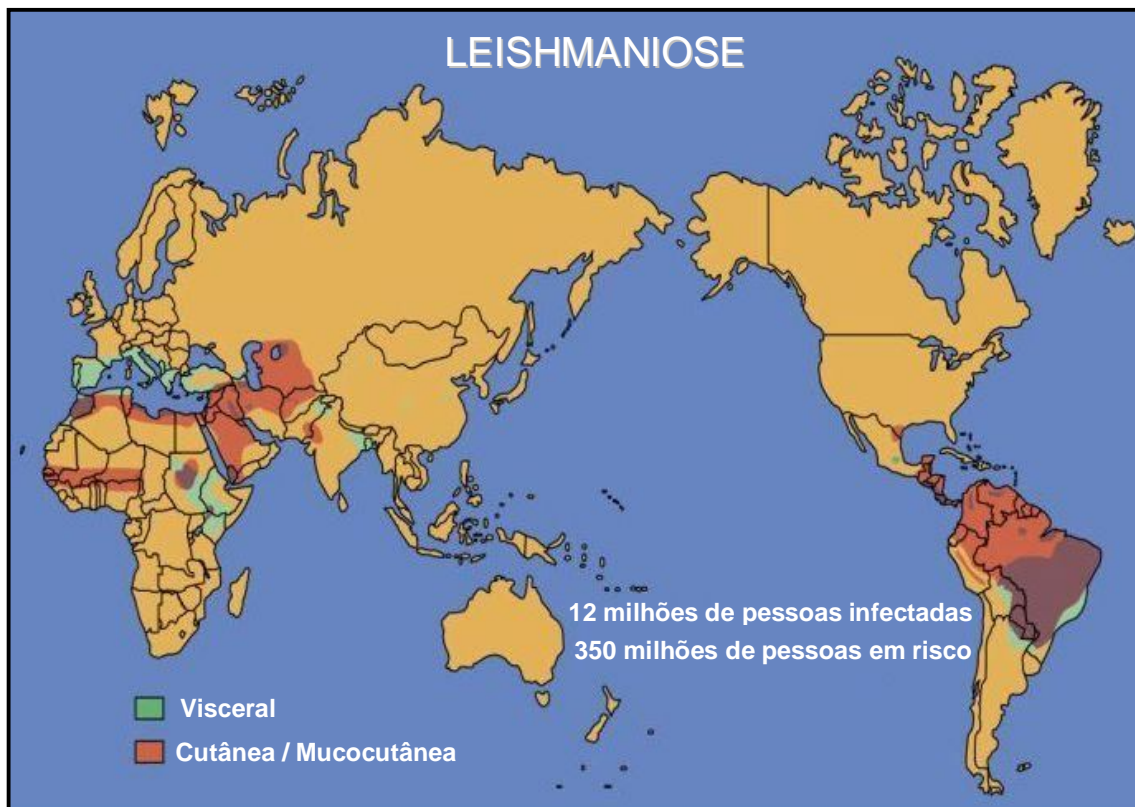 LEISHMANIOSE
12 milhões de pessoas infectadas
350 milhões de pessoas em risco
Visceral
Cutânea / Mucocutânea